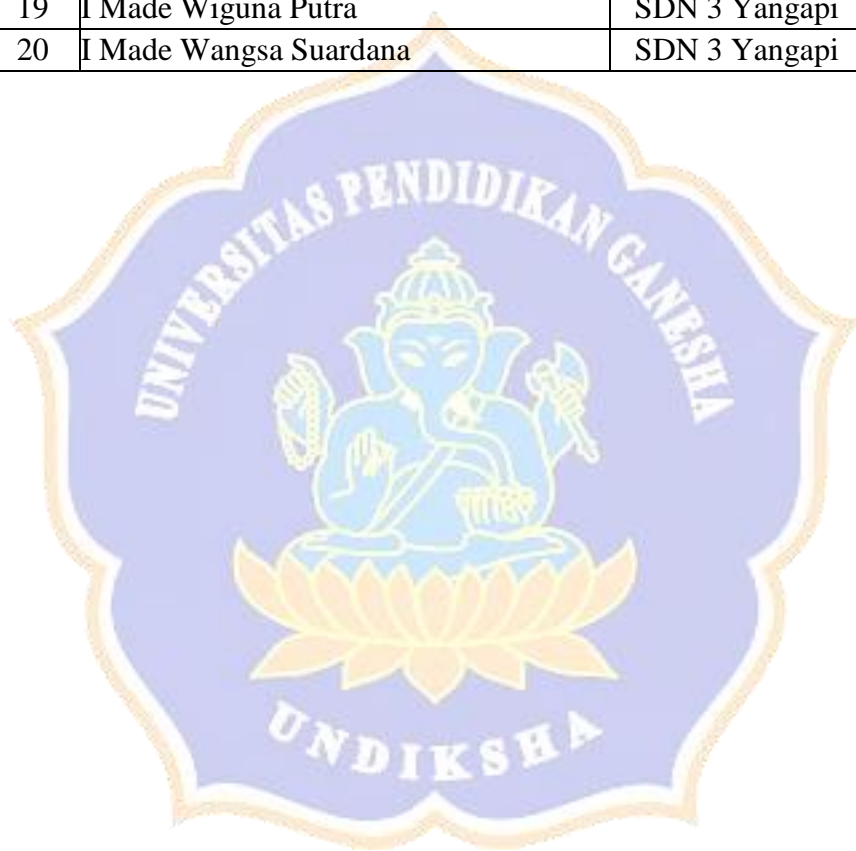 19 I Made Wiguna Putra SDN 3 Yangapi
20 I Made Wangsa Suardana SDN 3 Yangapi
UNIVERSITAS PENDIDIKAN GANESHA
UNDIKSHA